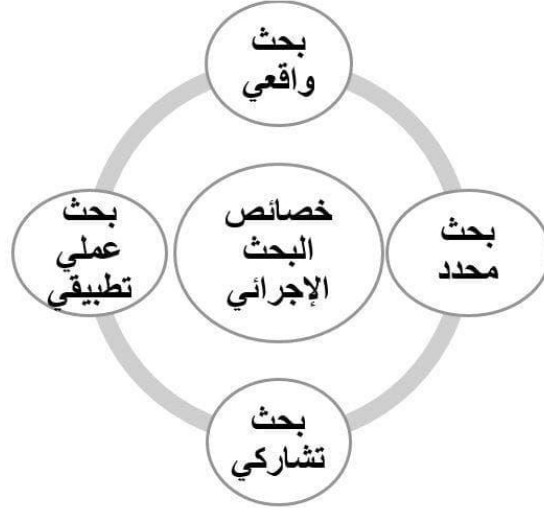 بحث
واقعي
خصائص
البحث
الإجرائي
بحث
محدد
بحث
عملي
تطبيقي
بحث
تشاركي